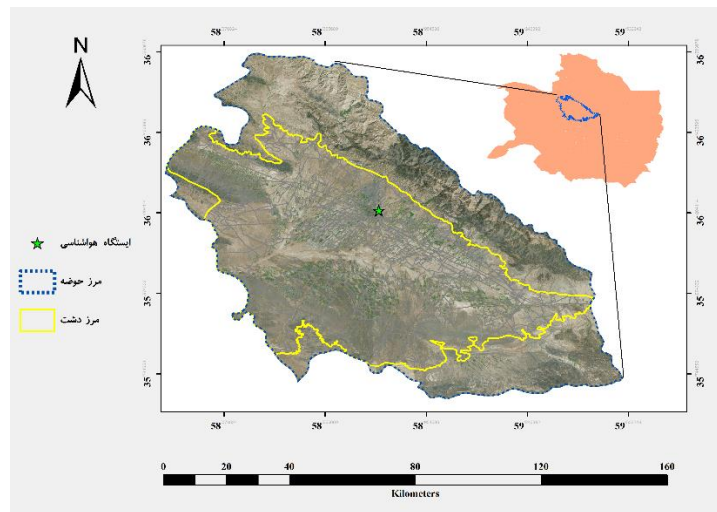 N
58 58 58 59 59
36 36 36 35 35
36 36 36 35 35
58 58 58 59 59
ایستگاه هواشناسی
مرز حوضه
مرز دشت
0 20 40 80 120 160
Kilometers